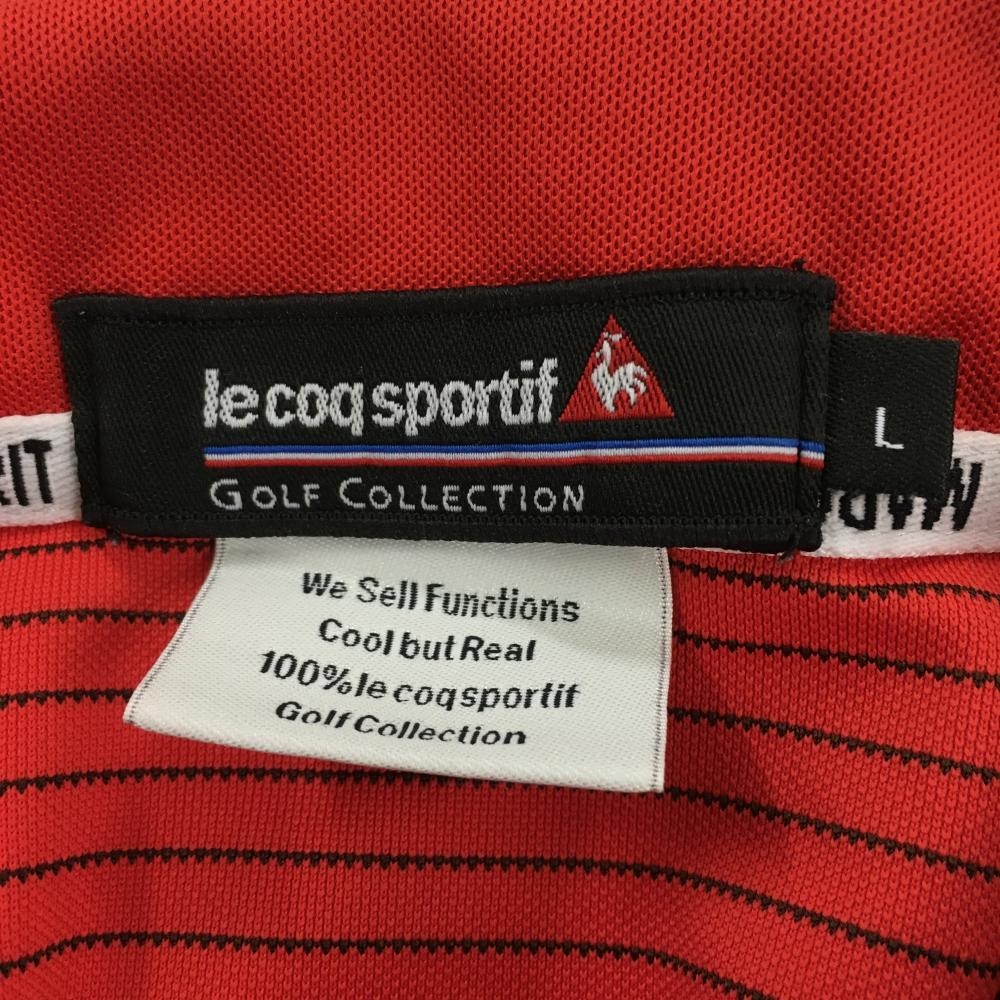 le coq sportif
GOLF COLLECTION
L
We Sell Functions
Cool but Real
100% le coq sportif
Golf Collection